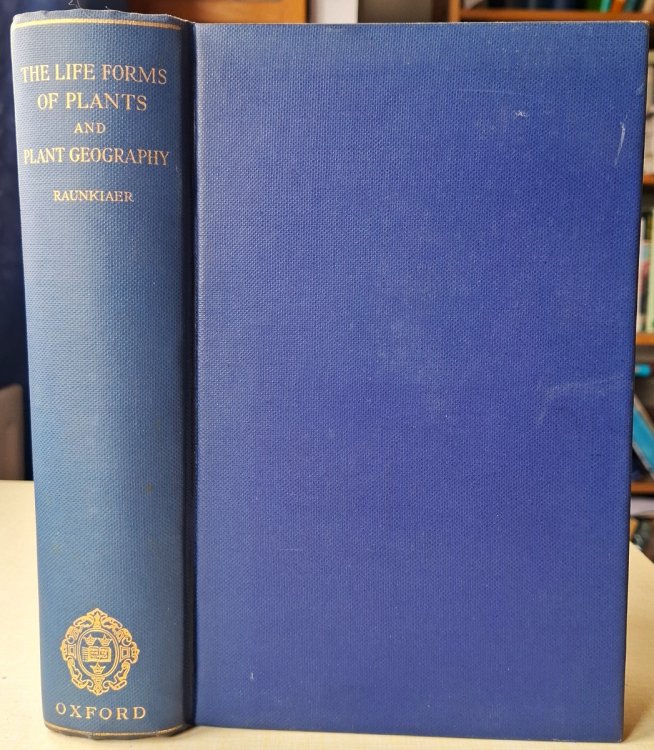 THE LIFE FORMS
OF PLANTS
AND
PLANT GEOGRAPHY
RAUNKIAER
OXFORD